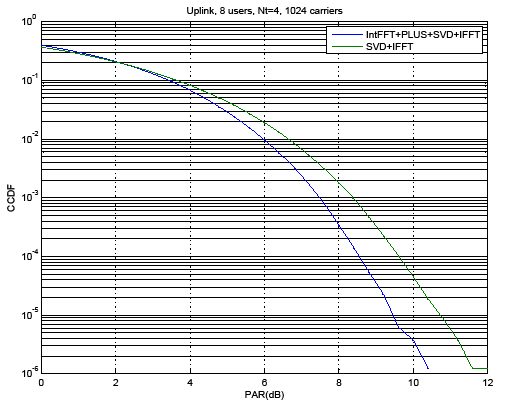 Uplink, 8 users, Nt=4, 1024 carriers
IntFFT+PLUS+SVD+IFFT
SVD+IFFT
10^0
10^-1
10^-2
10^-3
10^-4
10^-5
10^-6
CCDF
0 2 4 6 8 10 12
PAR(dB)